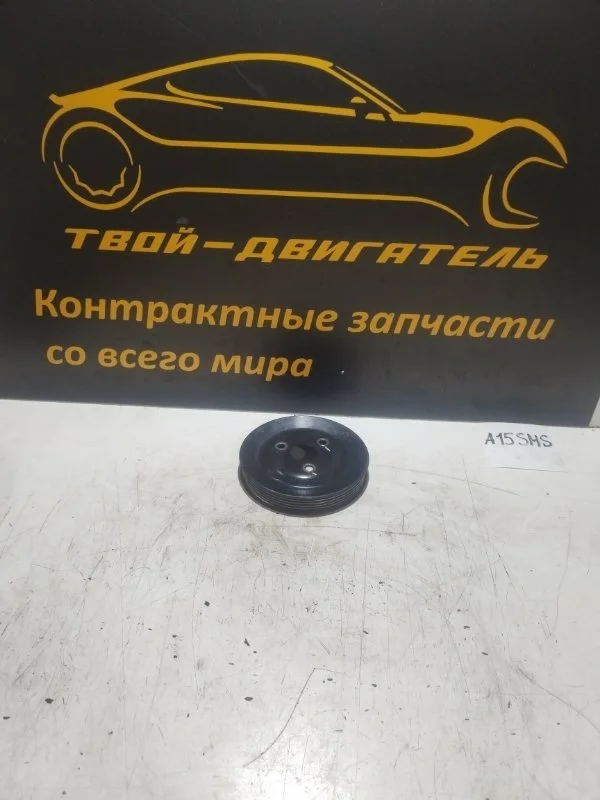 ТВОЙ-ДВИГАТЕЛЬ
Контрактные запчасти
со всего мира
A15SMS